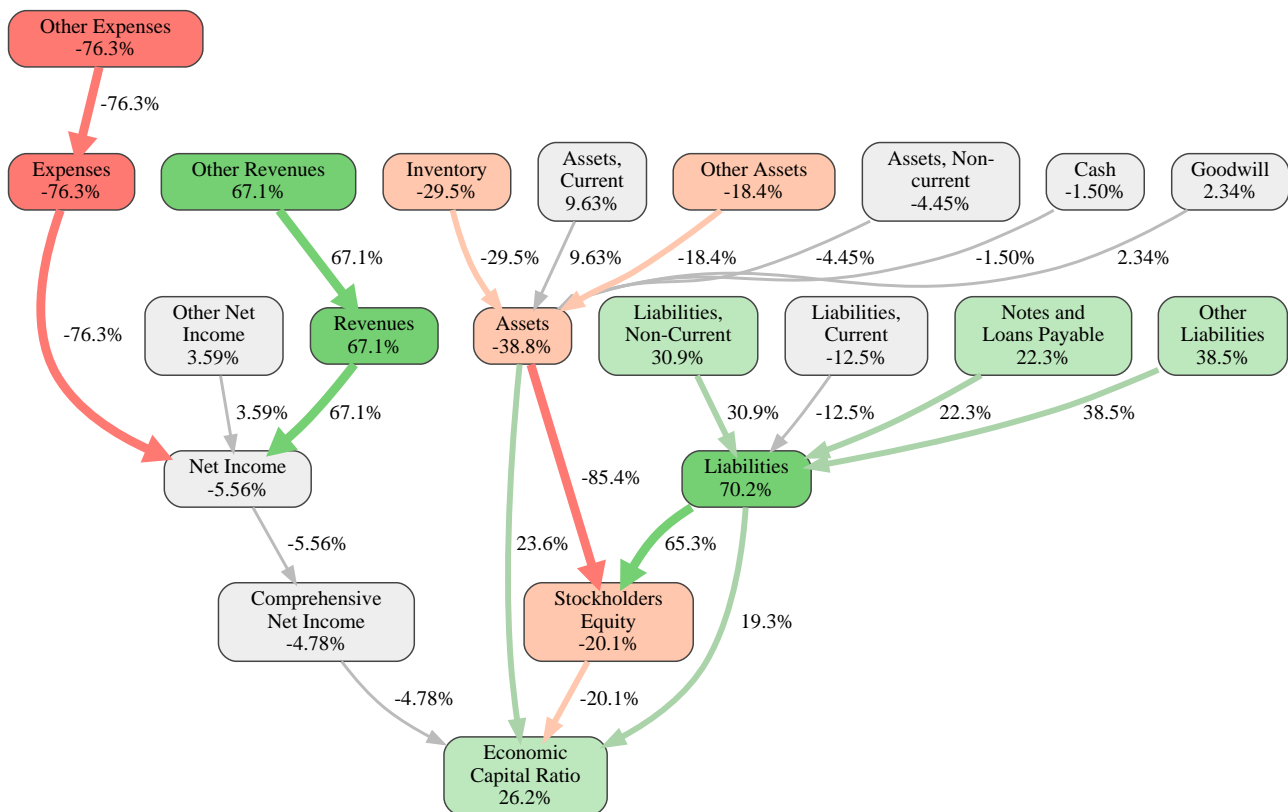 Other Expenses
-76.3%
-76.3%
Expenses
-76.3%
Other Revenues
67.1%
Inventory
-29.5%
Assets,
Current
9.63%
Other Assets
-18.4%
Assets, Non-
current
-4.45%
Cash
-1.50%
Goodwill
2.34%
67.1%
-29.5%
9.63%
-18.4%
-4.45%
-1.50%
2.34%
-76.3%
Other Net
Income
3.59%
Revenues
67.1%
Assets
-38.8%
Liabilities,
Non-Current
30.9%
Liabilities,
Current
-12.5%
Notes and
Loans Payable
22.3%
Other
Liabilities
38.5%
3.59%
67.1%
30.9%
-12.5%
22.3%
38.5%
Net Income
-5.56%
-85.4%
Liabilities
70.2%
-5.56%
23.6%
65.3%
Comprehensive
Net Income
-4.78%
Stockholders
Equity
-20.1%
19.3%
-4.78%
-20.1%
Economic
Capital Ratio
26.2%